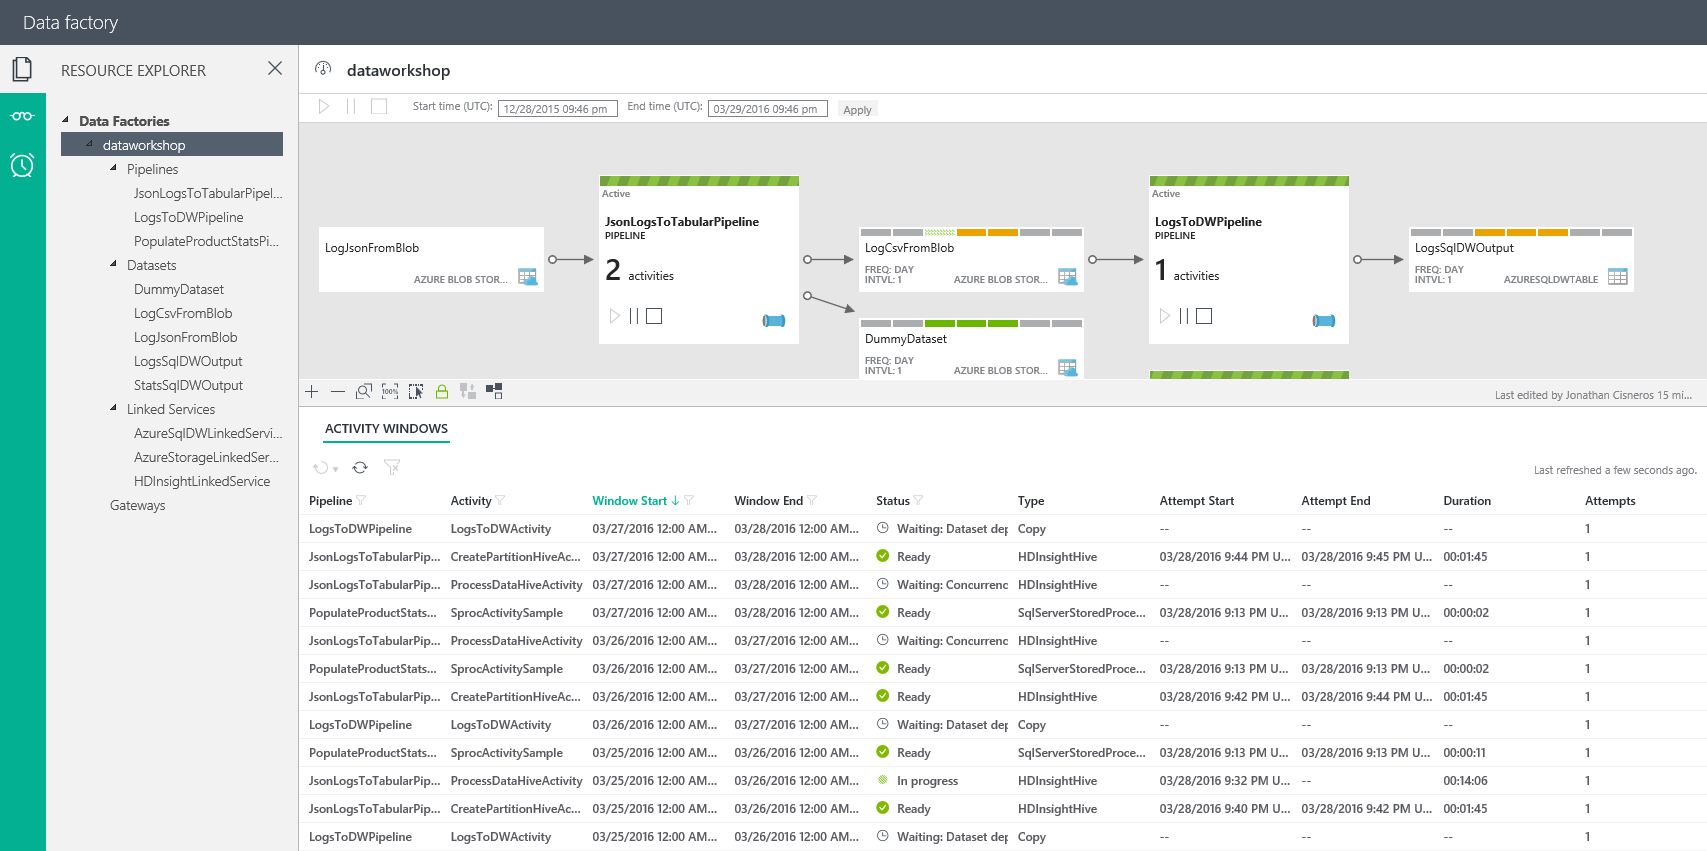 Data factory
RESOURCE EXPLORER
Data Factories
dataworkshop
Pipelines
JsonLogsToTabularPipel...
LogsToDWPipeline
PopulateProductStatsPi...
Datasets
DummyDataset
LogCsvFromBlob
LogJsonFromBlob
LogsSqlDWOutput
StatsSqlDWOutput
Linked Services
AzureSqlDWLinkedServi...
AzureStorageLinkedSer...
HDInsightLinkedService
Gateways
dataworkshop
Start time (UTC): 12/28/2015 09:46 pm End time (UTC): 03/29/2016 09:46 pm Apply
LogJsonFromBlob
AZURE BLOB STOR...
Active
JsonLogsToTabularPipeline
PIPELINE
2 activities
LogCsvFromBlob
FREQ: DAY
INTVL: 1 AZURE BLOB STOR...
DummyDataset
FREQ: DAY
INTVL: 1 AZURE BLOB STOR...
Active
LogsToDWPipeline
PIPELINE
1 activities
LogsSqlDWOutput
FREQ: DAY
INTVL: 1 AZURESQLDWTABLE
100%
Last edited by Jonathan Cisneros 15 mi...
ACTIVITY WINDOWS
Last refreshed a few seconds ago.
Pipeline Activity Window Start Window End Status Type Attempt Start Attempt End Duration Attempts
LogsToDWPipeline LogsToDWActivity 03/27/2016 12:00 AM... 03/28/2016 12:00 AM... Waiting: Dataset dep Copy -- -- -- 1
JsonLogsToTabularPip... CreatePartitionHiveAc... 03/27/2016 12:00 AM... 03/28/2016 12:00 AM... Ready HDInsightHive 03/28/2016 9:44 PM U... 03/28/2016 9:45 PM U... 00:01:45 1
JsonLogsToTabularPip... ProcessDataHiveActivity 03/27/2016 12:00 AM... 03/28/2016 12:00 AM... Waiting: Concurrenc HDInsightHive -- -- -- 1
PopulateProductStats... SprocActivitySample 03/27/2016 12:00 AM... 03/28/2016 12:00 AM... Ready SqlServerStoredProce... 03/28/2016 9:13 PM U... 03/28/2016 9:13 PM U... 00:00:02 1
JsonLogsToTabularPip... ProcessDataHiveActivity 03/26/2016 12:00 AM... 03/27/2016 12:00 AM... Waiting: Concurrenc HDInsightHive -- -- -- 1
PopulateProductStats... SprocActivitySample 03/26/2016 12:00 AM... 03/27/2016 12:00 AM... Ready SqlServerStoredProce... 03/28/2016 9:13 PM U... 03/28/2016 9:13 PM U... 00:00:02 1
JsonLogsToTabularPip... CreatePartitionHiveAc... 03/26/2016 12:00 AM... 03/27/2016 12:00 AM... Ready HDInsightHive 03/28/2016 9:42 PM U... 03/28/2016 9:44 PM U... 00:01:45 1
LogsToDWPipeline LogsToDWActivity 03/26/2016 12:00 AM... 03/27/2016 12:00 AM... Waiting: Dataset dep Copy -- -- -- 1
PopulateProductStats... SprocActivitySample 03/25/2016 12:00 AM... 03/26/2016 12:00 AM... Ready SqlServerStoredProce... 03/28/2016 9:13 PM U... 03/28/2016 9:13 PM U... 00:00:11 1
JsonLogsToTabularPip... ProcessDataHiveActivity 03/25/2016 12:00 AM... 03/26/2016 12:00 AM... In progress HDInsightHive 03/28/2016 9:32 PM U... -- 00:14:06 1
JsonLogsToTabularPip... CreatePartitionHiveAc... 03/25/2016 12:00 AM... 03/26/2016 12:00 AM... Ready HDInsightHive 03/28/2016 9:40 PM U... 03/28/2016 9:42 PM U... 00:01:45 1
LogsToDWPipeline LogsToDWActivity 03/25/2016 12:00 AM... 03/26/2016 12:00 AM... Waiting: Dataset dep Copy -- -- -- 1